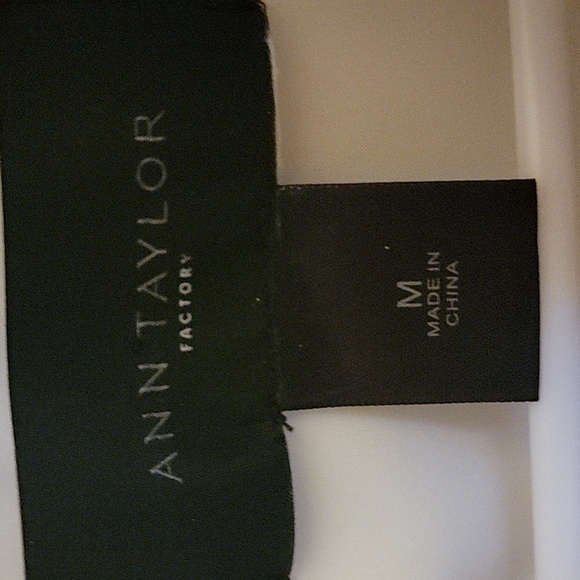 ANN TAYLOR
FACTORY
M
MADE IN
CHINA